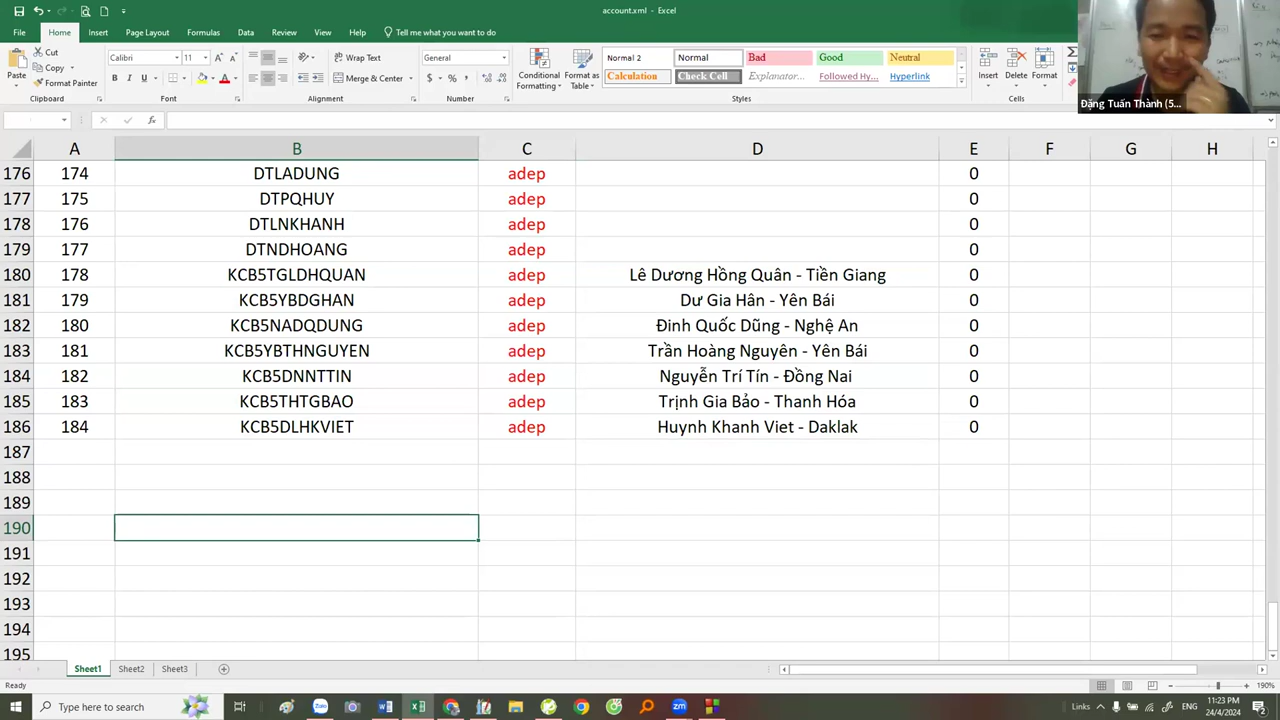 account.xml - Excel
File Home Insert Page Layout Formulas Data Review View Help Tell me what you want to do
Paste
Cut
Copy
Format Painter
Clipboard
Calibri 11
Font
Wrap Text
Merge & Center
Alignment
General
Number
Conditional Formatting
Format as Table
Normal 2 Normal Bad Good Neutral
Calculation Check Cell Explanator... Followed Hy... Hyperlink
Styles
Insert Delete Format
Cells
Đặng Tuấn Thành (5...
A B C D E F G H
176 174 DTLADUNG adep 0
177 175 DTPQHUY adep 0
178 176 DTLNKHANH adep 0
179 177 DTNDHOANG adep 0
180 178 KCB5TGLDHQUAN adep Lê Dương Hồng Quân - Tiền Giang 0
181 179 KCB5YBDGHAN adep Dư Gia Hân - Yên Bái 0
182 180 KCB5NADQDUNG adep Đinh Quốc Dũng - Nghệ An 0
183 181 KCB5YBTHNGUYEN adep Trần Hoàng Nguyên - Yên Bái 0
184 182 KCB5DNNTTIN adep Nguyễn Trí Tín - Đồng Nai 0
185 183 KCB5THTGBAO adep Trịnh Gia Bảo - Thanh Hóa 0
186 184 KCB5DLHKVIET adep Huynh Khanh Viet - Daklak 0
187
188
189
190
191
192
193
194
195
Sheet1 Sheet2 Sheet3
Ready
190%
Type here to search
Links
11:23 PM
24/4/2024